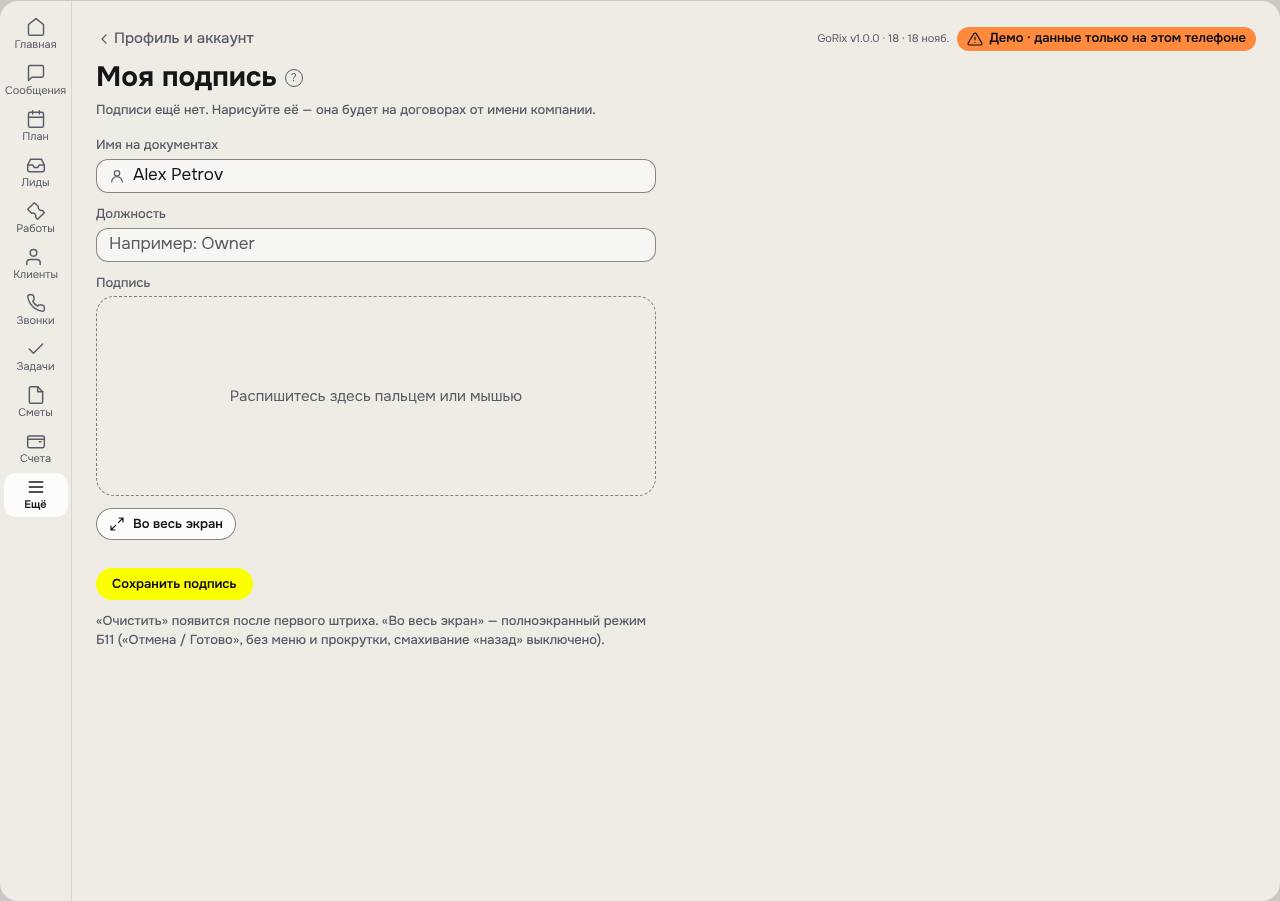 Главная
Сообщения
План
Лиды
Работы
Клиенты
Звонки
Задачи
Сметы
Счета
Ещё
Профиль и аккаунт
GoRix v1.0.0 · 18 · 18 нояб.
Демо · данные только на этом телефоне
Моя подпись ?
Подписи ещё нет. Нарисуйте её — она будет на договорах от имени компании.
Имя на документах
Alex Petrov
Должность
Например: Owner
Подпись
Распишитесь здесь пальцем или мышью
Во весь экран
Сохранить подпись
«Очистить» появится после первого штриха. «Во весь экран» — полноэкранный режим
Б11 («Отмена / Готово», без меню и прокрутки, смахивание «назад» выключено).